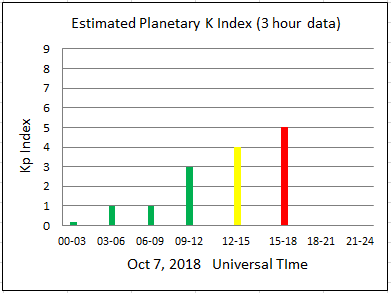 Estimated Planetary K Index (3 hour data)
9
8
7
6
5
4
3
2
1
0
Kp Index
00-03 03-06 06-09 09-12 12-15 15-18 18-21 21-24
Oct 7, 2018 Universal TIme